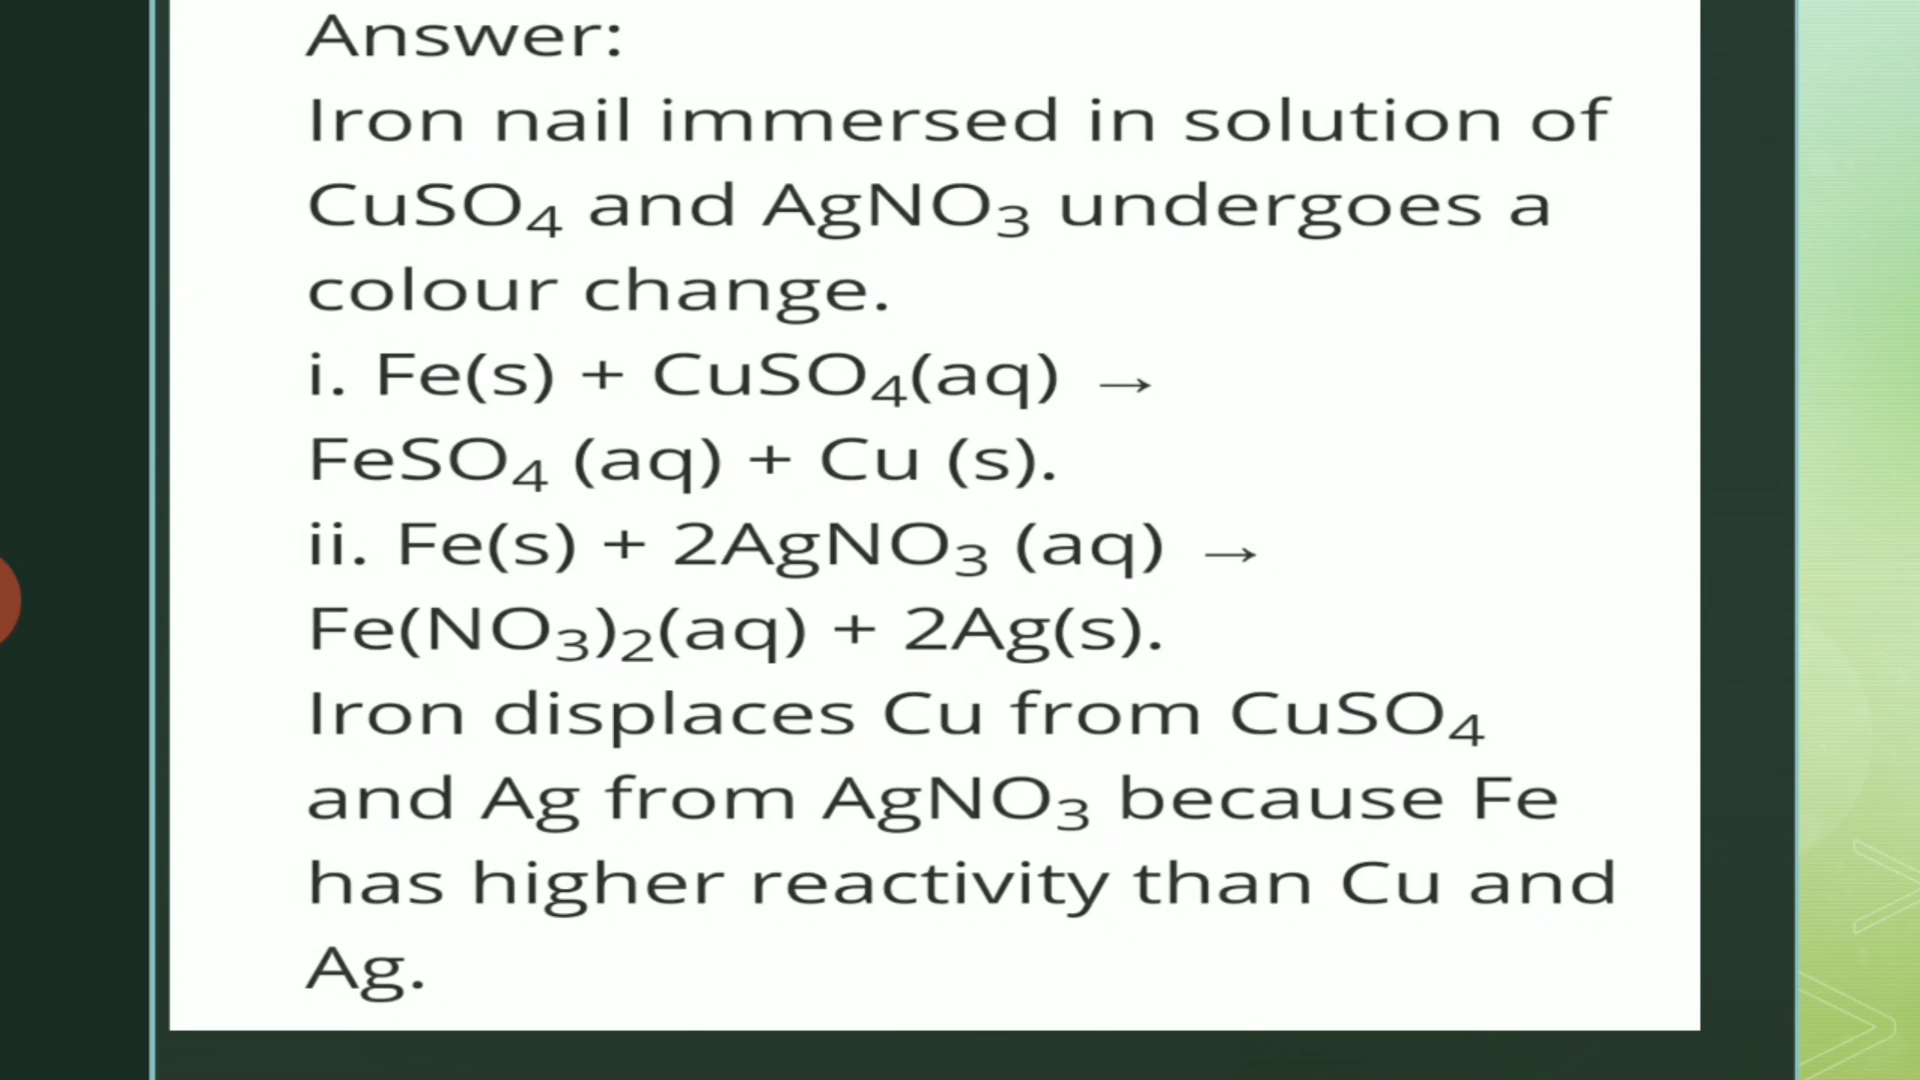 Answer:
Iron nail immersed in solution of
CuSO₄ and AgNO₃ undergoes a
colour change.
i. Fe(s) + CuSO₄(aq) →
FeSO₄ (aq) + Cu (s).
ii. Fe(s) + 2AgNO₃ (aq) →
Fe(NO₃)₂(aq) + 2Ag(s).
Iron displaces Cu from CuSO₄
and Ag from AgNO₃ because Fe
has higher reactivity than Cu and
Ag.